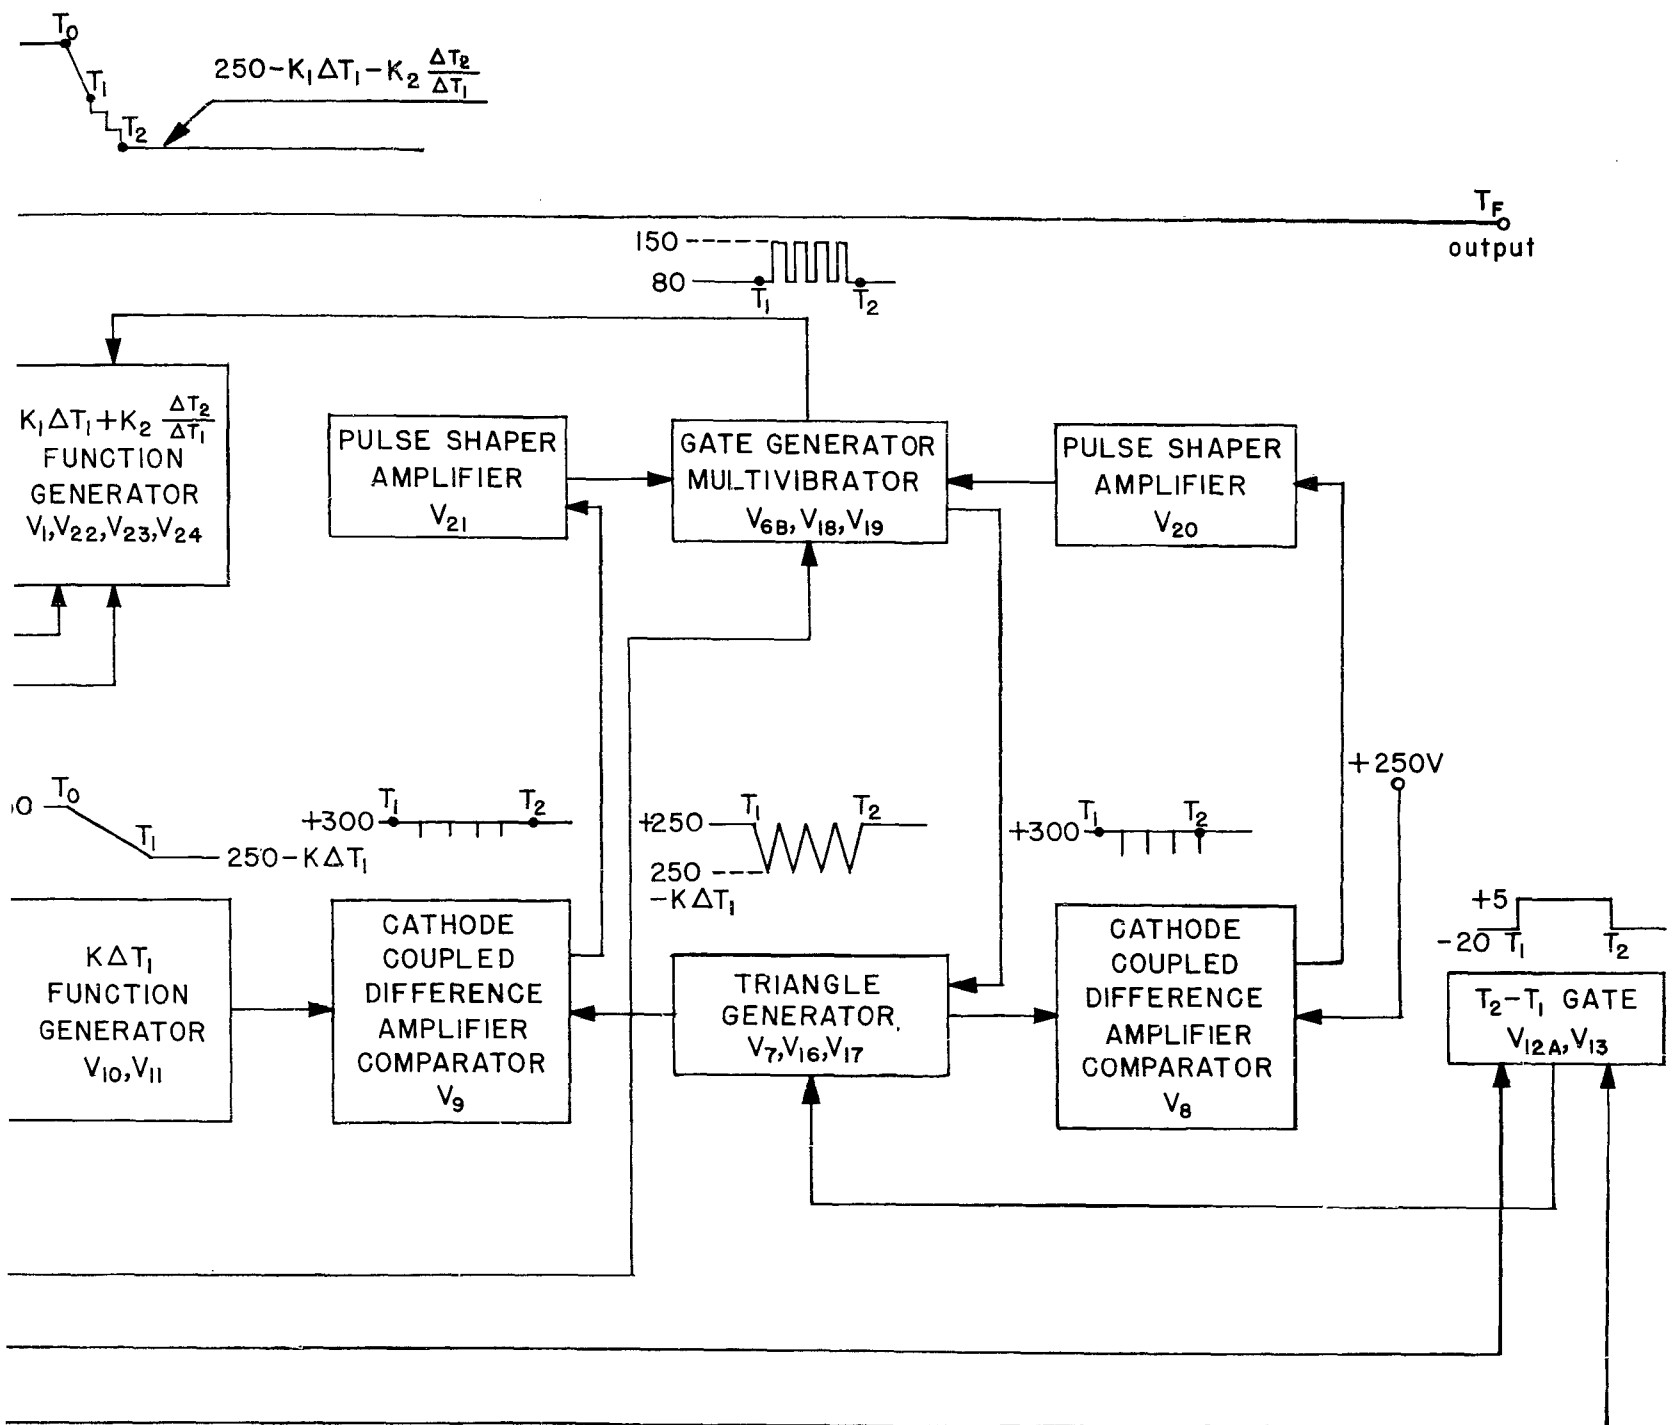 T₀
T₁
T₂
250-K₁ΔT₁-K₂ ΔT₂/ΔT₁
T_F
output
150
80
T₁
T₂
K₁ΔT₁+K₂ ΔT₂/ΔT₁
FUNCTION
GENERATOR
V₁,V₂₂,V₂₃,V₂₄
PULSE SHAPER
AMPLIFIER
V₂₁
GATE GENERATOR
MULTIVIBRATOR
V₆B,V₁₈,V₁₉
PULSE SHAPER
AMPLIFIER
V₂₀
T₀
T₁
250-KΔT₁
+300
T₁
T₂
+250
T₁
T₂
250
-KΔT₁
+300
T₁
T₂
+250V
+5
-20
T₁
T₂
KΔT₁
FUNCTION
GENERATOR
V₁₀,V₁₁
CATHODE
COUPLED
DIFFERENCE
AMPLIFIER
COMPARATOR
V₉
TRIANGLE
GENERATOR
V₇,V₁₆,V₁₇
CATHODE
COUPLED
DIFFERENCE
AMPLIFIER
COMPARATOR
V₈
T₂-T₁ GATE
V₁₂A,V₁₃